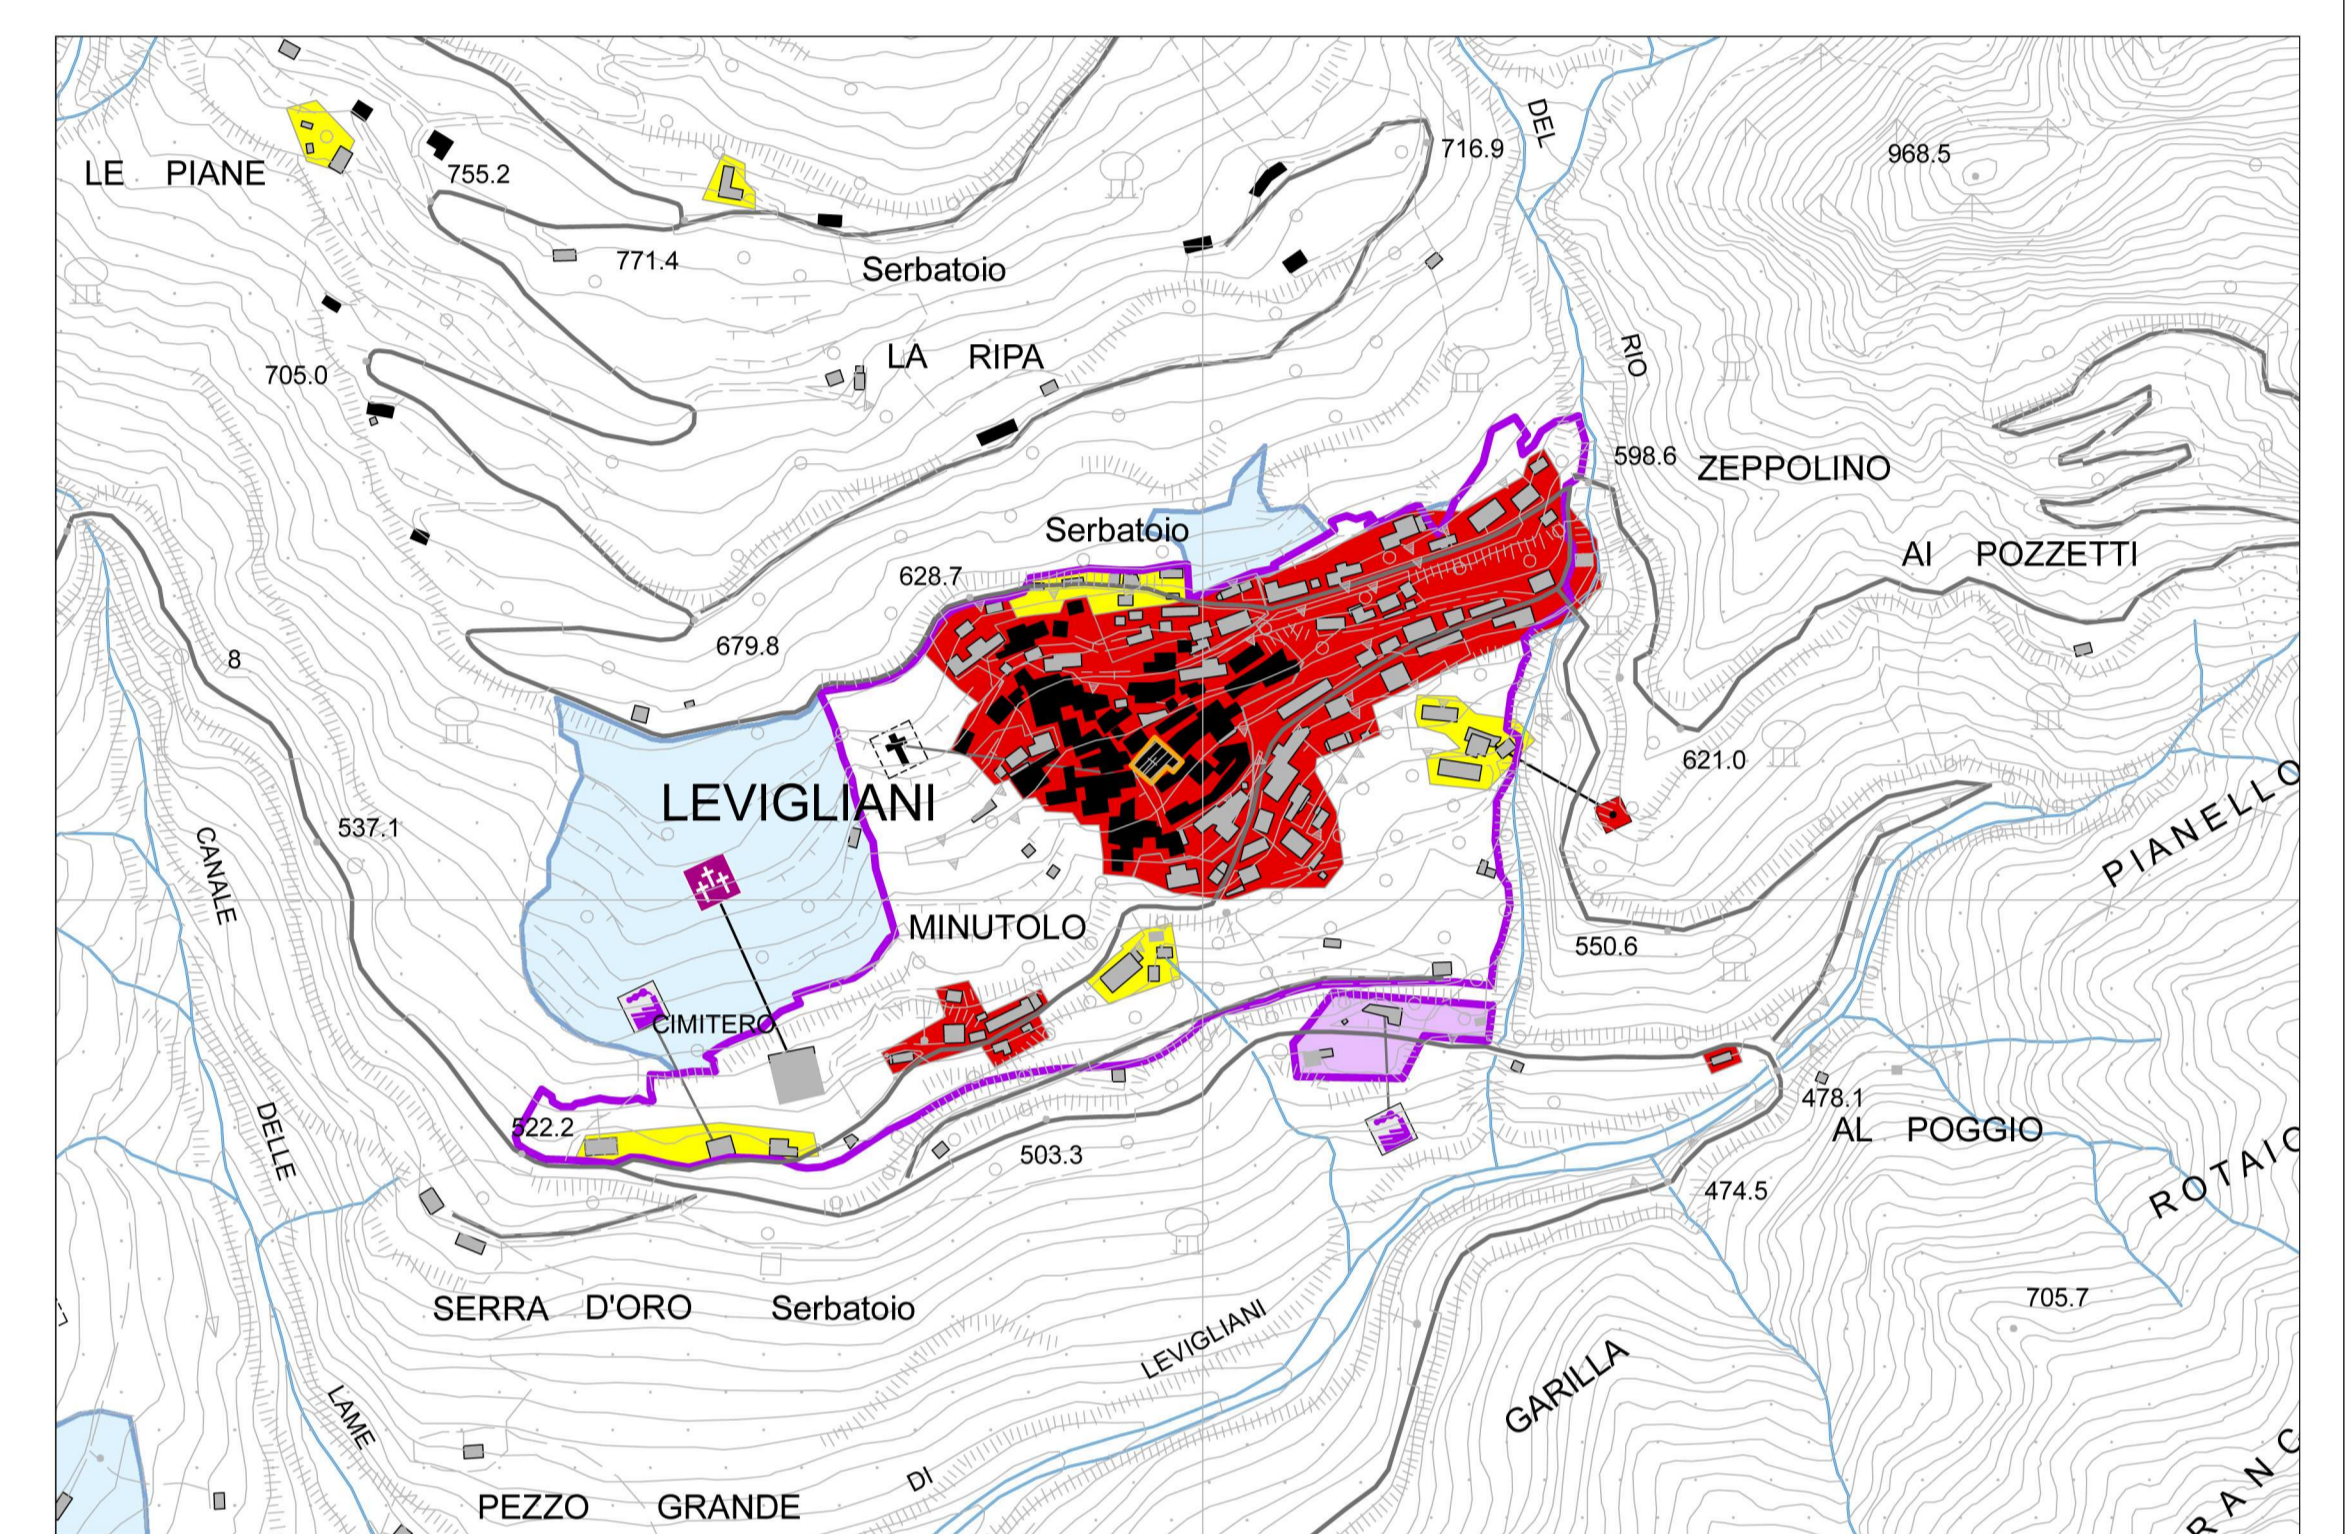 DEL
716.9
968.5
LE PIANE
755.2
771.4
Serbatoio
LA RIPA
RIO
705.0
598.6
ZEPPOLINO
Serbatoio
AI POZZETTI
628.7
679.8
8
621.0
LEVIGLIANI
537.1
PIANELLO
CANALE
MINUTOLO
550.6
CIMITERO
478.1
522.2
AL POGGIO
DELLE
503.3
474.5
705.7
SERRA D'ORO
Serbatoio
LEVIGLIANI
GARILLA
LAME
DI
PEZZO GRANDE